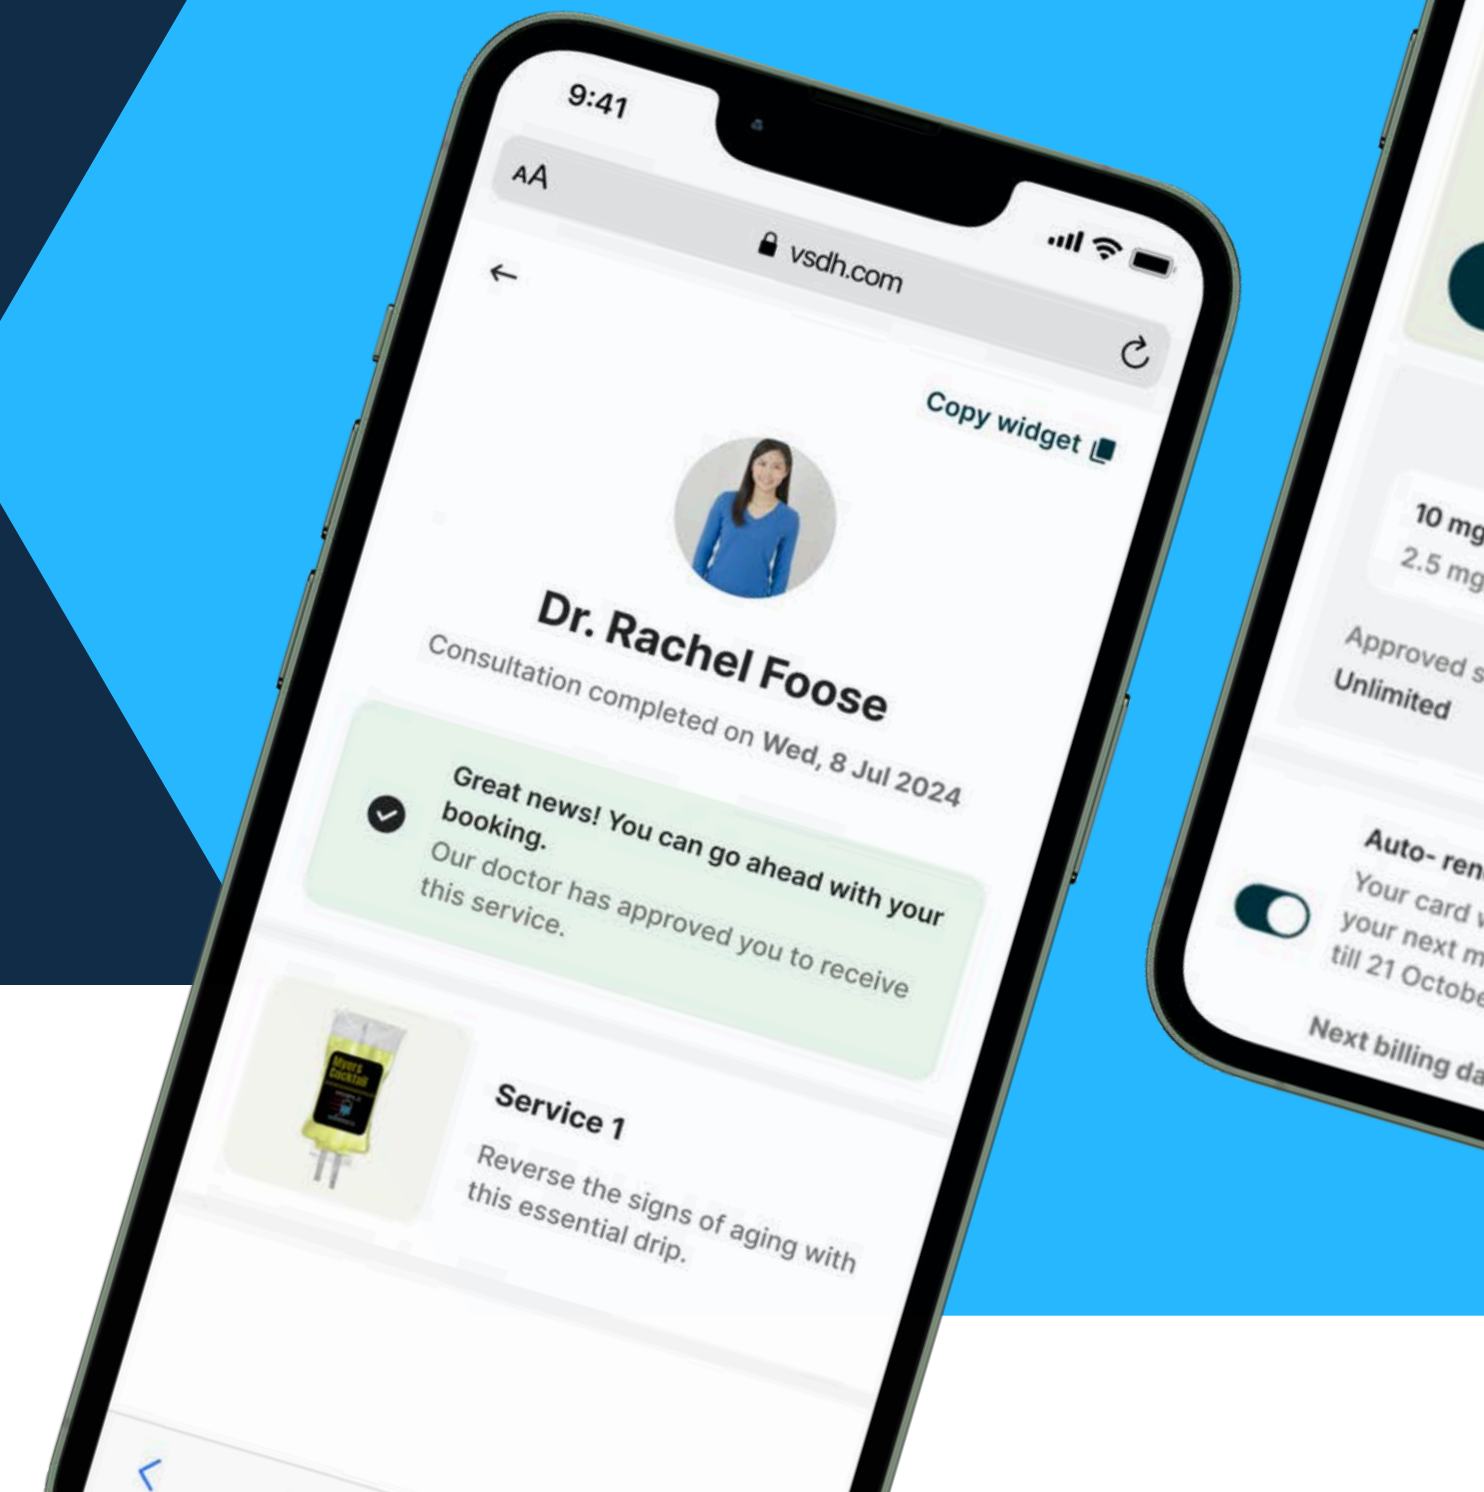 9:41
AA
vsdh.com
Copy widget
Dr. Rachel Foose
Consultation completed on Wed, 8 Jul 2024
Great news! You can go ahead with your
booking.
Our doctor has approved you to receive
this service.
Myers
Cocktail
Service 1
Reverse the signs of aging with
this essential drip.
10 mg
2.5 mg
Approved
Unlimited
Auto-
Your card
your next
till 21
Next billing